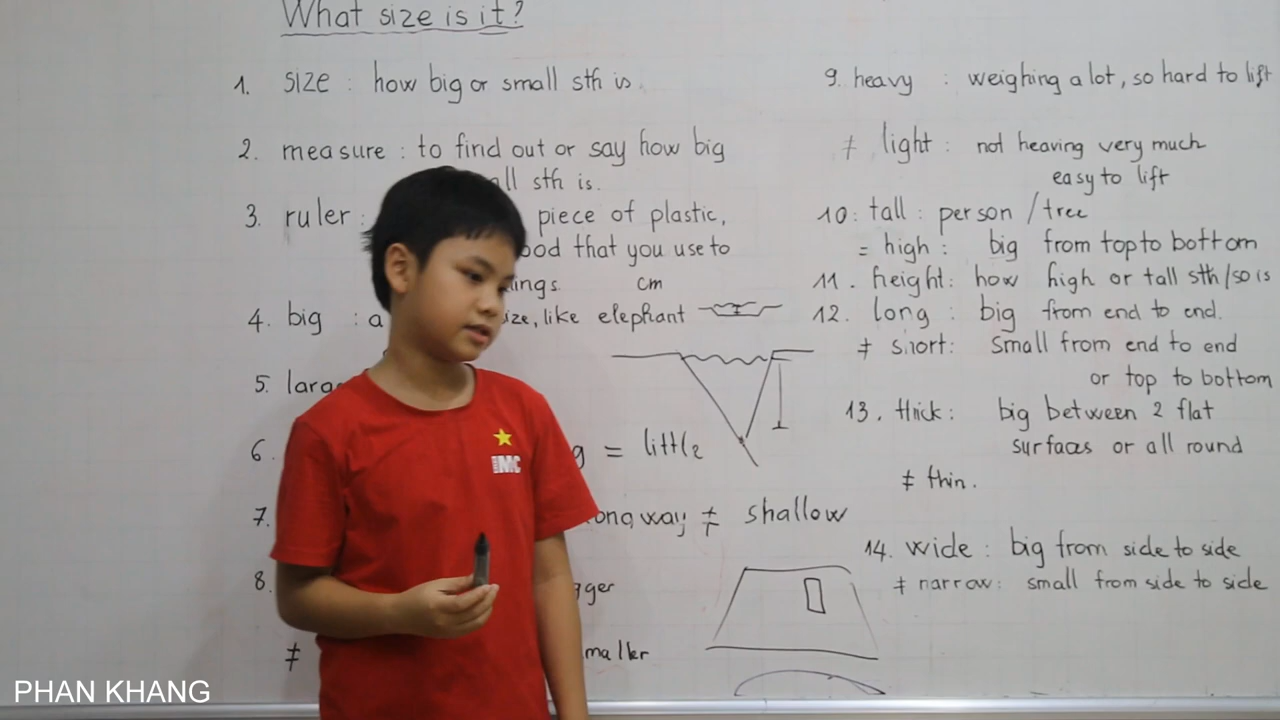 What size is it?
1. size : how big or small sth is.
2. measure : to find out or say how big
all sth is.
3. ruler : piece of plastic,
ood that you use to
ings cm
4. big : a ize, like elephant
5. larg
6. g = little
7. ong way ≠ shallow
8. gger
≠ maller
9. heavy : weighing a lot, so hard to lift
≠ light : not heaving very much
easy to lift
10: tall : person / tree
= high : big from top to bottom
11. height : how high or tall sth/so is
12. long : big from end to end.
≠ short : small from end to end
or top to bottom
13. thick : big between 2 flat
surfaces or all round
≠ thin.
14. wide : big from side to side
≠ narrow : small from side to side
IMC
PHAN KHANG